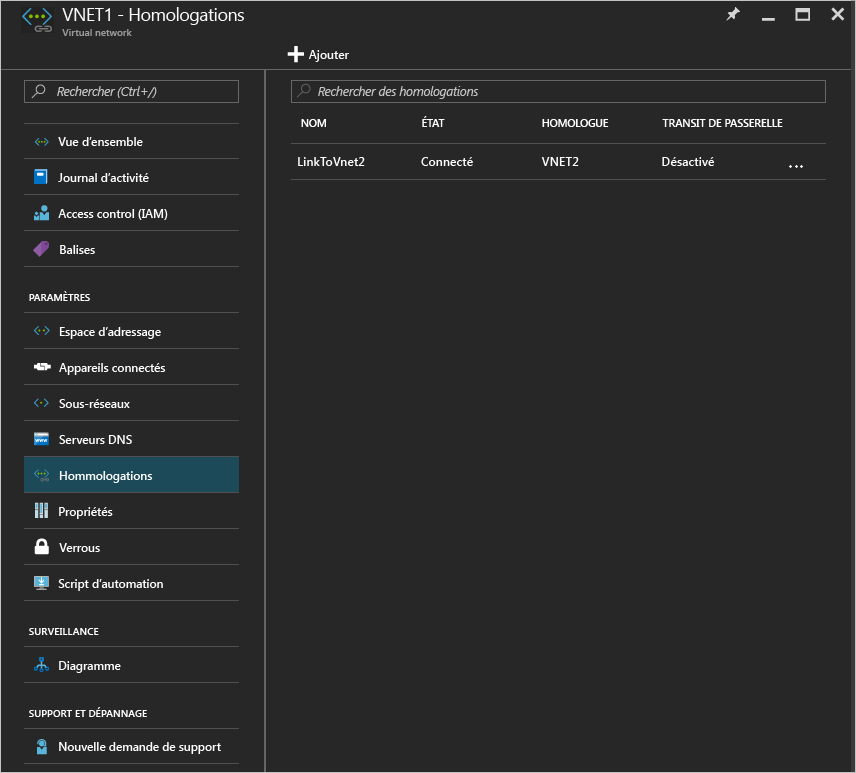 VNET1 - Homologations
Virtual network
Ajouter
Rechercher (Ctrl+/)
Vue d'ensemble
Journal d'activité
Access control (IAM)
Balises
PARAMÈTRES
Espace d'adressage
Appareils connectés
Sous-réseaux
Serveurs DNS
www
Hommologations
Propriétés
Verrous
Script d'automation
SURVEILLANCE
Diagramme
SUPPORT ET DÉPANNAGE
Nouvelle demande de support
Rechercher des homologations
NOM ÉTAT HOMOLOGUE TRANSIT DE PASSERELLE
LinkToVnet2 Connecté VNET2 Désactivé ...